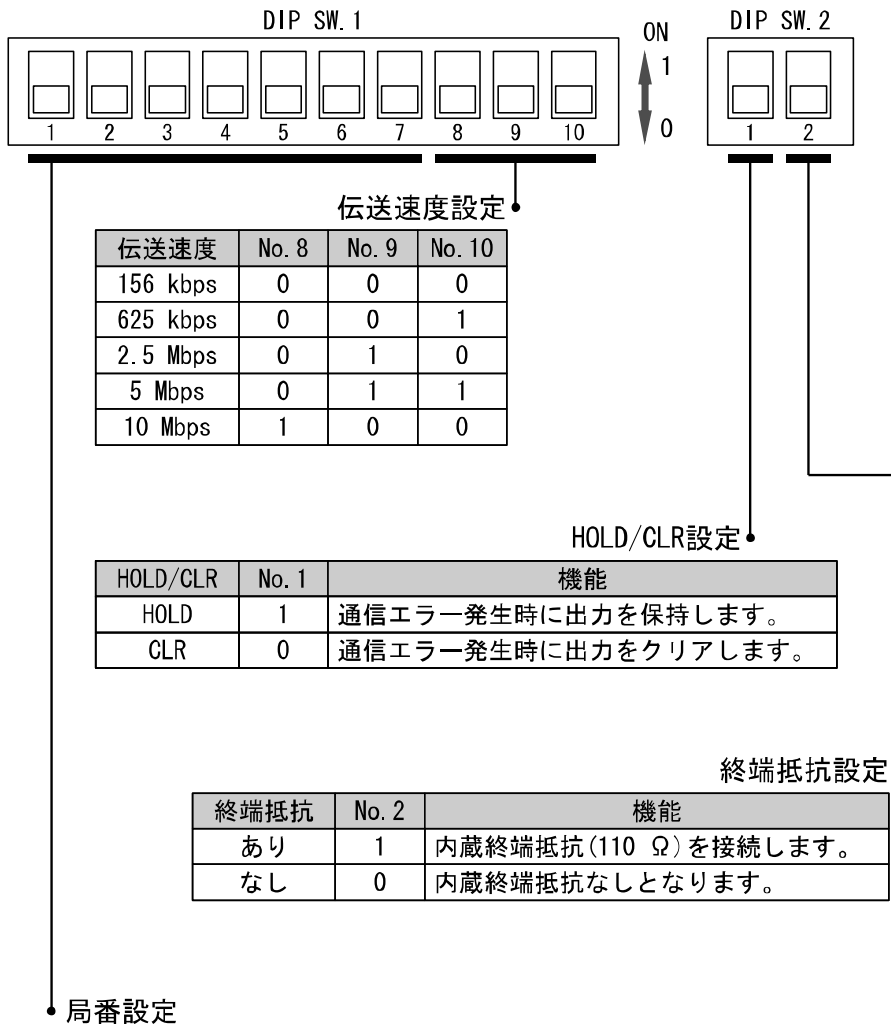 DIP SW.1
DIP SW.2
ON
1
0
1 2 3 4 5 6 7 8 9 10
1 2
伝送速度設定
伝送速度 No.8 No.9 No.10
156 kbps 0 0 0
625 kbps 0 0 1
2.5 Mbps 0 1 0
5 Mbps 0 1 1
10 Mbps 1 0 0
HOLD/CLR設定
HOLD/CLR No.1 機能
HOLD 1 通信エラー発生時に出力を保持します。
CLR 0 通信エラー発生時に出力をクリアします。
終端抵抗設定
終端抵抗 No.2 機能
あり 1 内蔵終端抵抗(110 Ω)を接続します。
なし 0 内蔵終端抵抗なしとなります。
局番設定